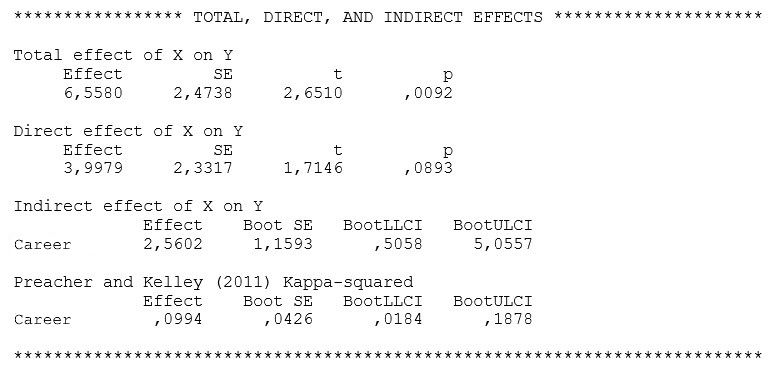 ***************** TOTAL, DIRECT, AND INDIRECT EFFECTS *********************
Total effect of X on Y
Effect SE t p
6,5580 2,4738 2,6510 ,0092
Direct effect of X on Y
Effect SE t p
3,9979 2,3317 1,7146 ,0893
Indirect effect of X on Y
Effect Boot SE BootLLCI BootULCI
Career 2,5602 1,1593 ,5058 5,0557
Preacher and Kelley (2011) Kappa-squared
Effect Boot SE BootLLCI BootULCI
Career ,0994 ,0426 ,0184 ,1878
***************************************************************************